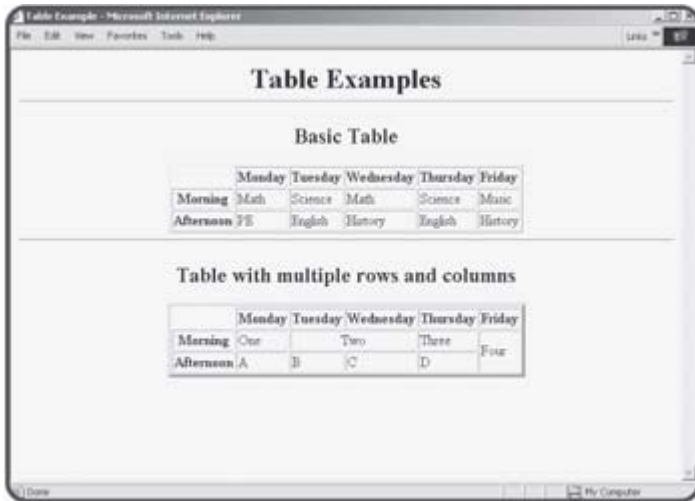 Table Example - Microsoft Internet Explorer
File Edit View Favorites Tools Help Links
Table Examples
Basic Table
Monday Tuesday Wednesday Thursday Friday
Morning Math Science Math Science Music
Afternoon PE English History English History
Table with multiple rows and columns
Monday Tuesday Wednesday Thursday Friday
Morning One Two Three Four
Afternoon A B C D
Done My Computer